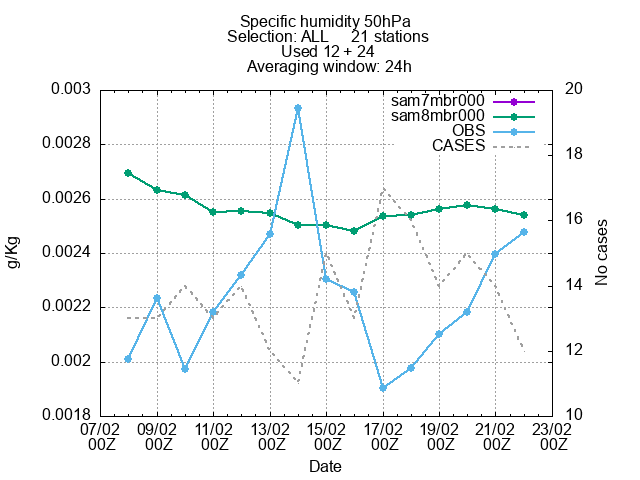 Specific humidity 50hPa
Selection: ALL 21 stations
Used 12 + 24
Averaging window: 24h
sam7mbr000
sam8mbr000
OBS
CASES
0.003
0.0028
0.0026
0.0024
0.0022
0.002
0.0018
20
18
16
14
12
10
g/Kg
No cases
07/02 09/02 11/02 13/02 15/02 17/02 19/02 21/02 23/02
00Z 00Z 00Z 00Z 00Z 00Z 00Z 00Z 00Z
Date